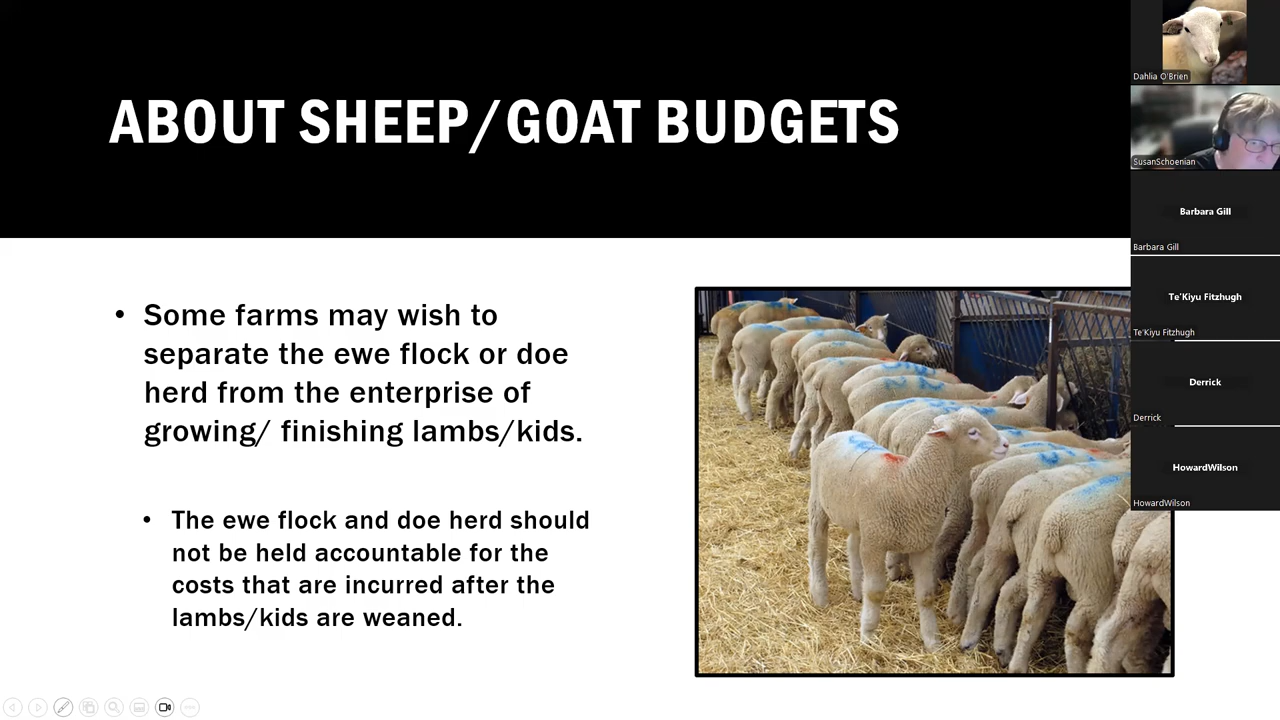 ABOUT SHEEP/GOAT BUDGETS
• Some farms may wish to
separate the ewe flock or doe
herd from the enterprise of
growing/ finishing lambs/kids.
• The ewe flock and doe herd should
not be held accountable for the
costs that are incurred after the
lambs/kids are weaned.
Dahlia O'Brien
SusanSchoenian
Barbara Gill
Barbara Gill
Te'Kiyu Fitzhugh
Te'Kiyu Fitzhugh
Derrick
Derrick
HowardWilson
HowardWilson